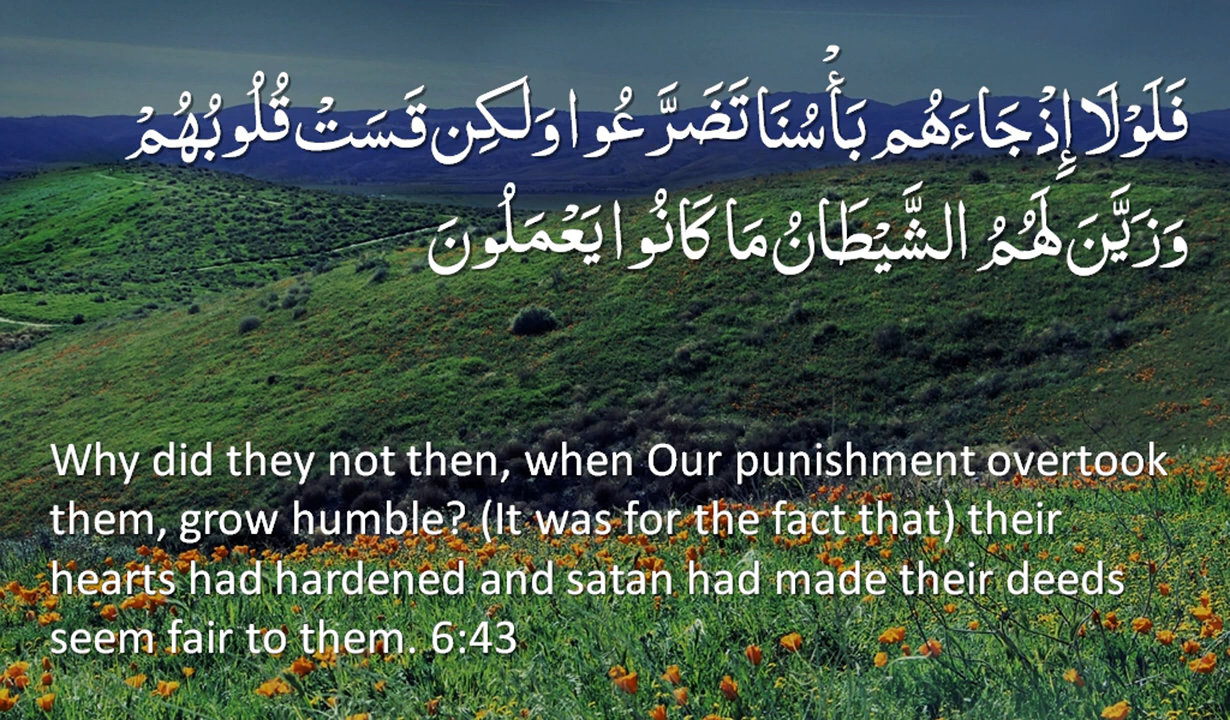 فَلَوْلَا إِذْ جَاءَهُم بَأْسُنَا تَضَرَّعُوا وَلَٰكِن قَسَتْ قُلُوبُهُمْ
وَزَيَّنَ لَهُمُ الشَّيْطَانُ مَا كَانُوا يَعْمَلُونَ
Why did they not then, when Our punishment overtook
them, grow humble? (It was for the fact that) their
hearts had hardened and satan had made their deeds
seem fair to them. 6:43